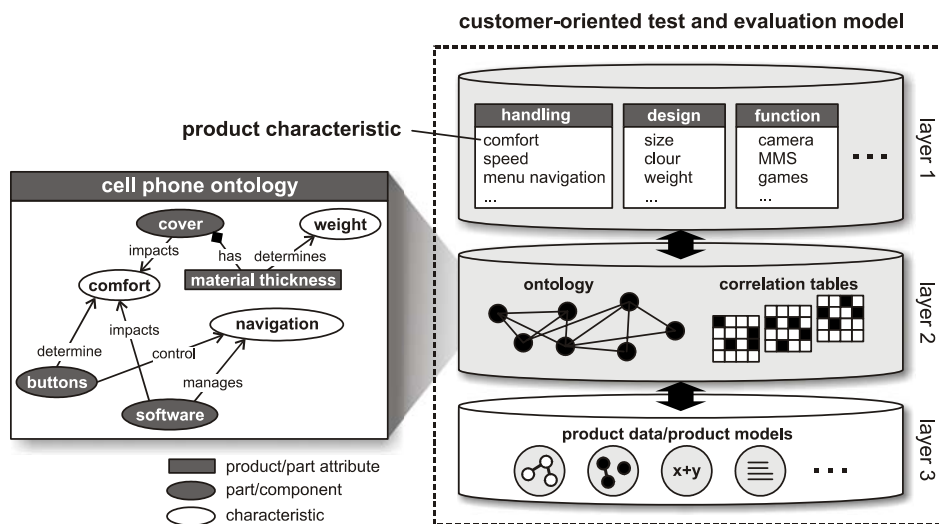 customer-oriented test and evaluation model
handling
comfort
speed
menu navigation
...
design
size
clour
weight
...
function
camera
MMS
games
...
...
layer 1
product characteristic
cell phone ontology
cover
weight
impacts
has
determines
material thickness
comfort
impacts
navigation
determine
control
buttons
manages
software
ontology
correlation tables
layer 2
product data/product models
x+y
...
layer 3
product/part attribute
part/component
characteristic